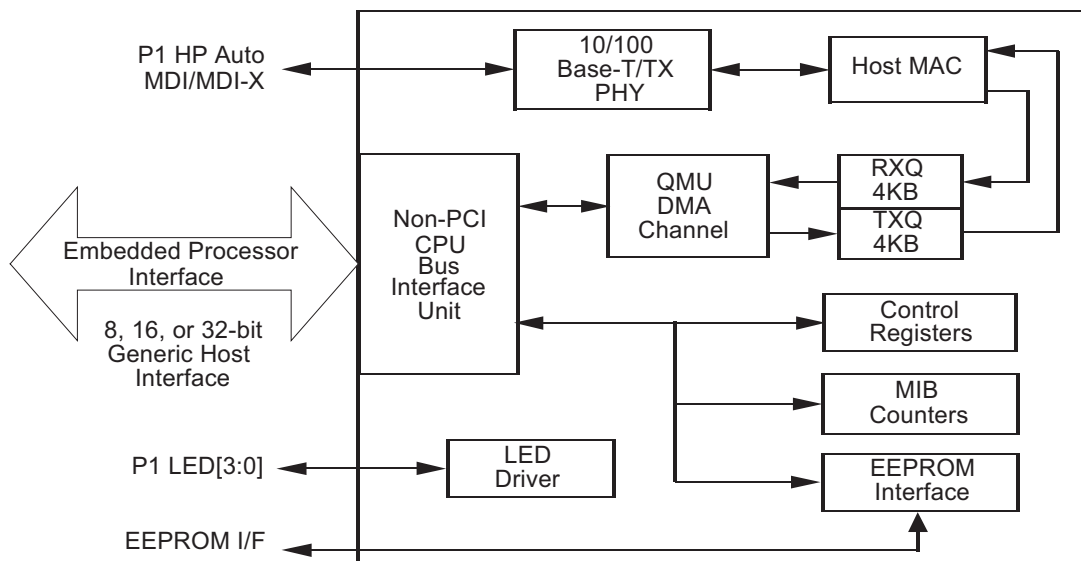 P1 HP Auto
MDI/MDI-X
10/100
Base-T/TX
PHY
Host MAC
Non-PCI
CPU
Bus
Interface
Unit
QMU
DMA
Channel
RXQ
4KB
TXQ
4KB
Embedded Processor
Interface
8, 16, or 32-bit
Generic Host
Interface
Control
Registers
MIB
Counters
P1 LED[3:0]
LED
Driver
EEPROM
Interface
EEPROM I/F